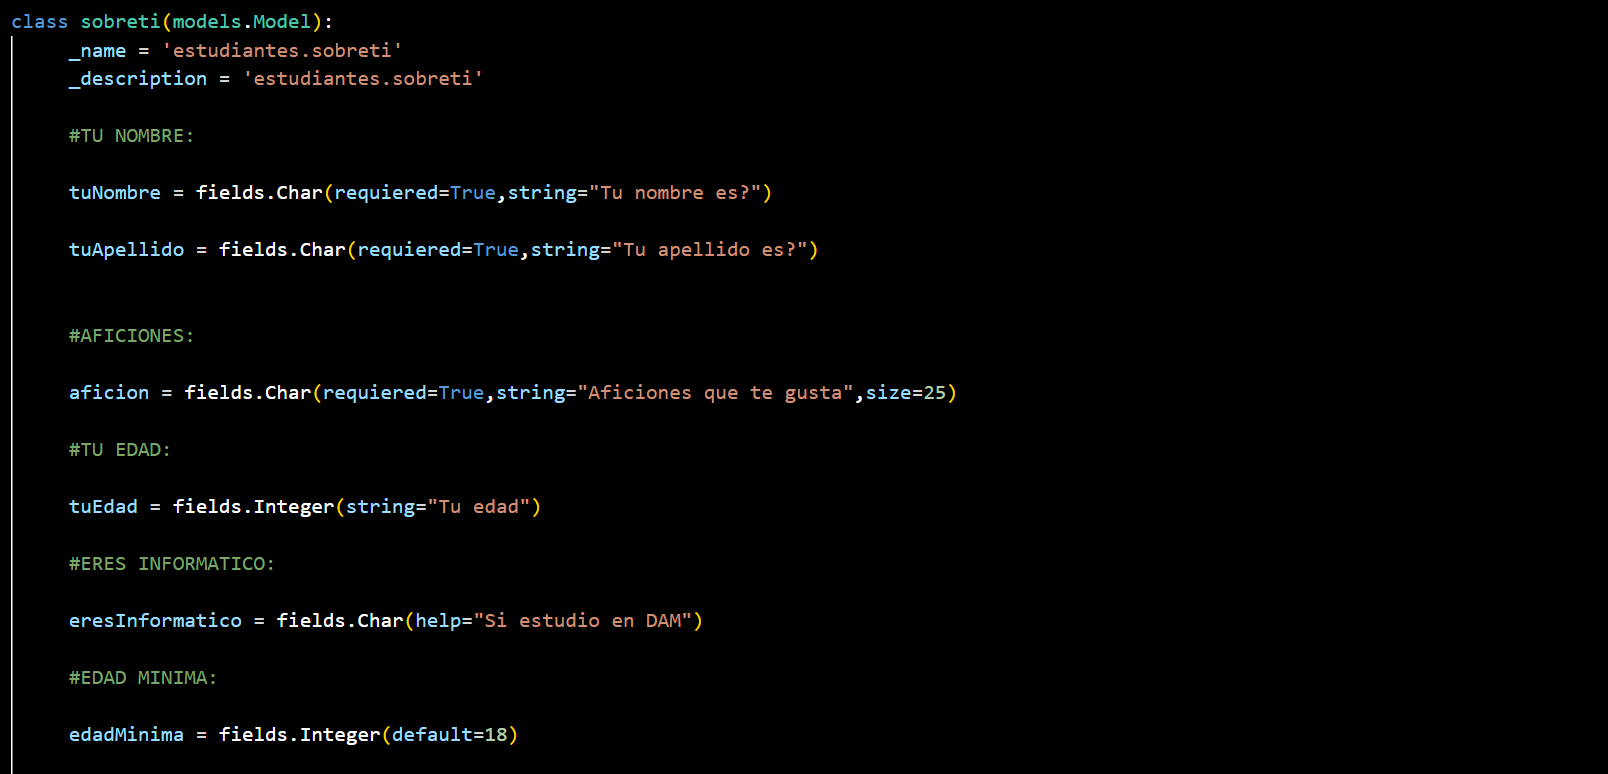 class sobreti(models.Model):
_name = 'estudiantes.sobreti'
_description = 'estudiantes.sobreti'
#TU NOMBRE:
tuNombre = fields.Char(requiered=True,string="Tu nombre es?")
tuApellido = fields.Char(requiered=True,string="Tu apellido es?")
#AFICIONES:
aficion = fields.Char(requiered=True,string="Aficiones que te gusta",size=25)
#TU EDAD:
tuEdad = fields.Integer(string="Tu edad")
#ERES INFORMATICO:
eresInformatico = fields.Char(help="Si estudio en DAM")
#EDAD MINIMA:
edadMinima = fields.Integer(default=18)